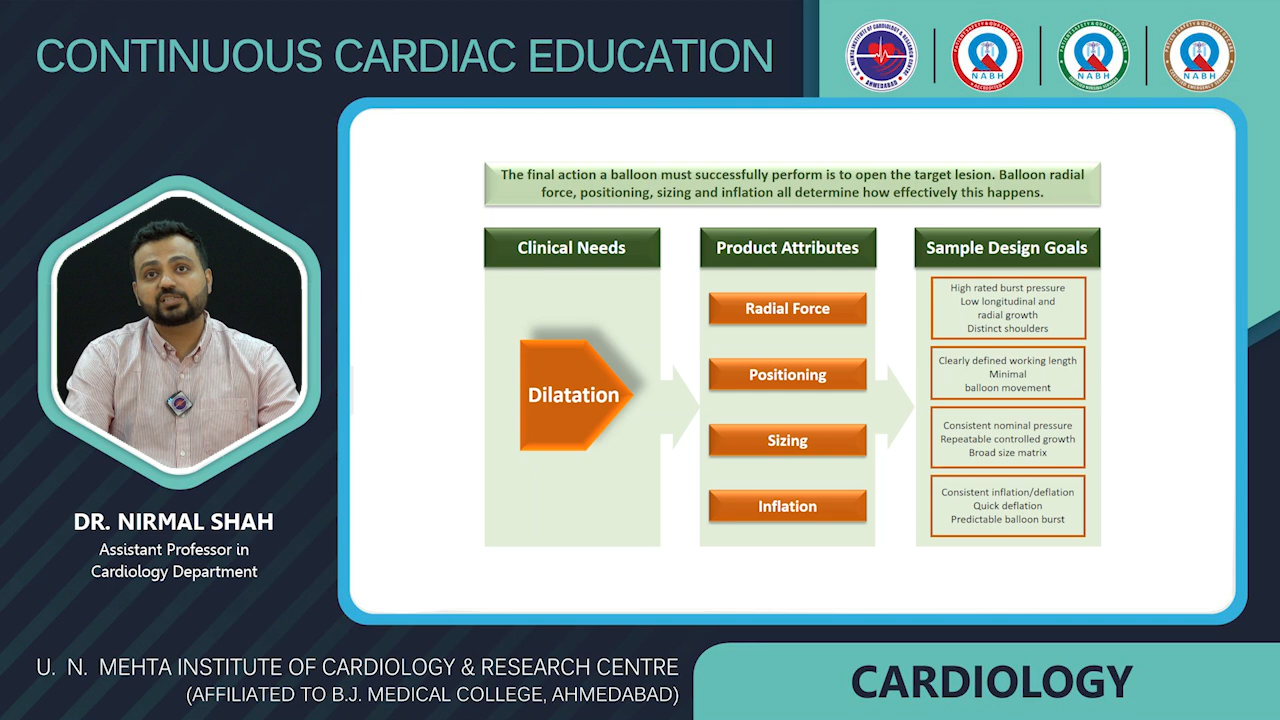 CONTINUOUS CARDIAC EDUCATION
AHMEDABAD
NABH
NABH
NABH
The final action a balloon must successfully perform is to open the target lesion. Balloon radial
force, positioning, sizing and inflation all determine how effectively this happens.
Clinical Needs
Product Attributes
Sample Design Goals
Dilatation
Radial Force
Positioning
Sizing
Inflation
High rated burst pressure
Low longitudinal and
radial growth
Distinct shoulders
Clearly defined working length
Minimal
balloon movement
Consistent nominal pressure
Repeatable controlled growth
Broad size matrix
Consistent inflation/deflation
Quick deflation
Predictable balloon burst
DR. NIRMAL SHAH
Assistant Professor in
Cardiology Department
U. N. MEHTA INSTITUTE OF CARDIOLOGY & RESEARCH CENTRE
(AFFILIATED TO B.J. MEDICAL COLLEGE, AHMEDABAD)
CARDIOLOGY